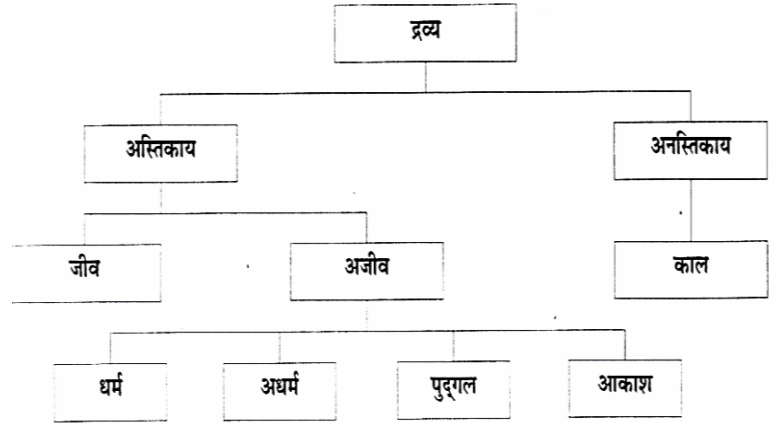 द्रव्य
अस्तिकाय
अनस्तिकाय
जीव
अजीव
काल
धर्म
अधर्म
पुद्‌गल
आकाश